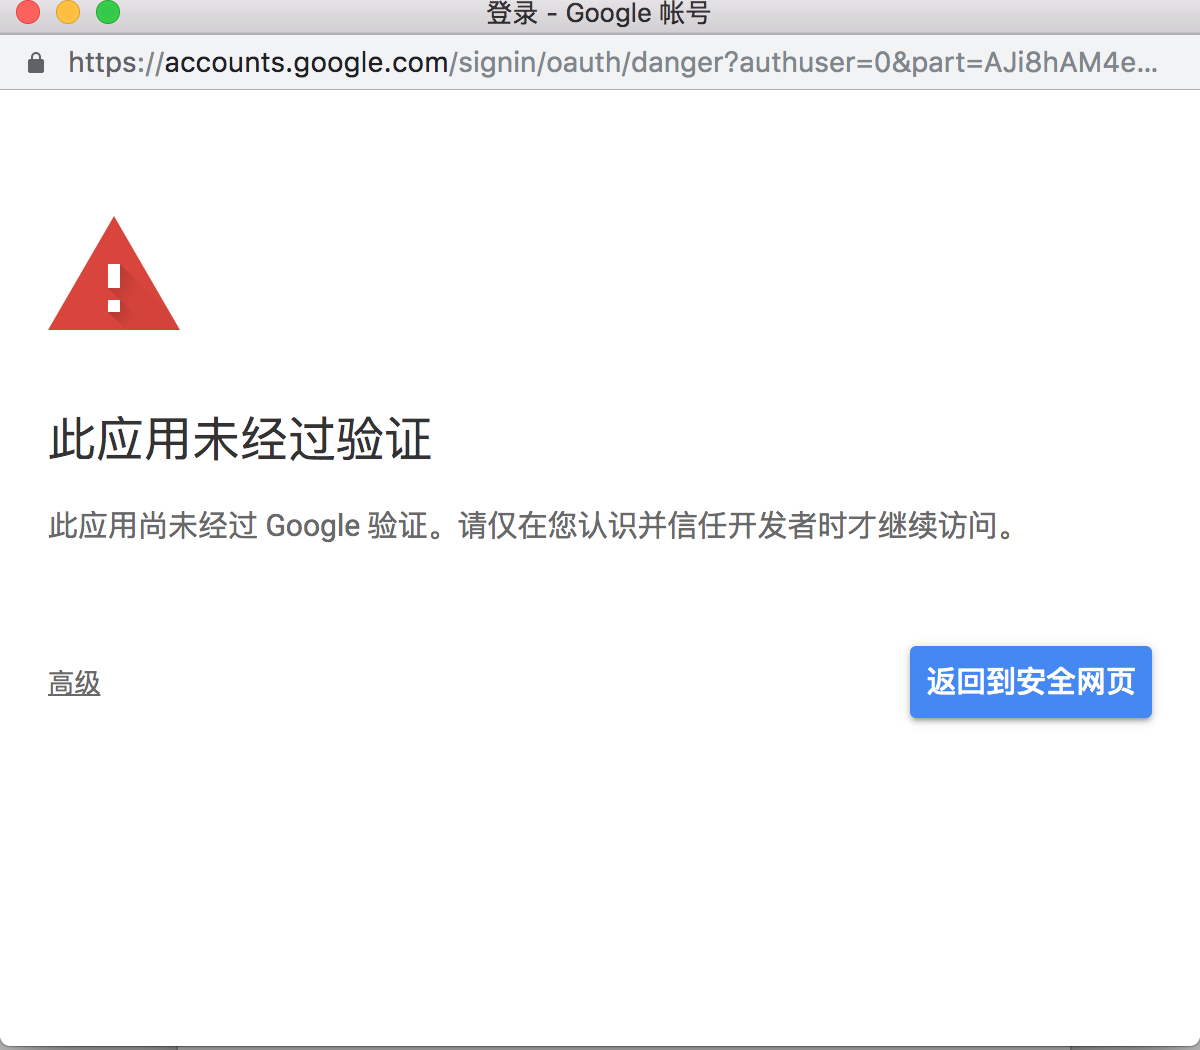 登录 - Google 帐号
https://accounts.google.com/signin/oauth/danger?authuser=0&part=AJi8hAM4e...
此应用未经过验证
此应用尚未经过 Google 验证。请仅在您认识并信任开发者时才继续访问。
高级
返回到安全网页